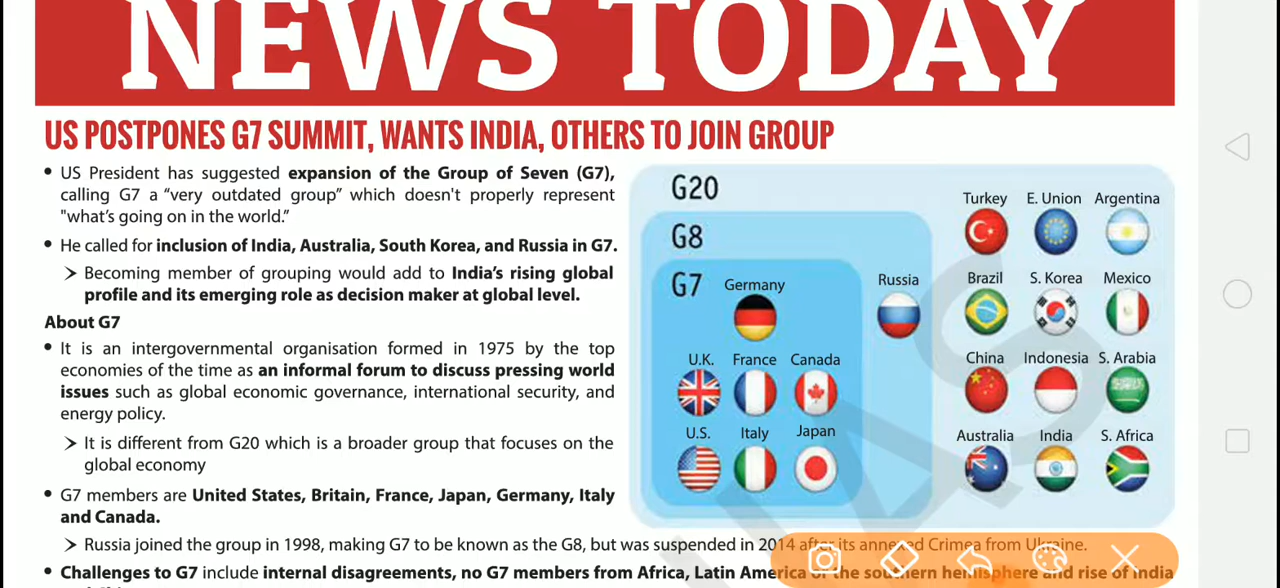 NEWS TODAY
US POSTPONES G7 SUMMIT, WANTS INDIA, OTHERS TO JOIN GROUP
• US President has suggested expansion of the Group of Seven (G7),
calling G7 a “very outdated group” which doesn't properly represent
"what’s going on in the world.”
• He called for inclusion of India, Australia, South Korea, and Russia in G7.
➤ Becoming member of grouping would add to India’s rising global
profile and its emerging role as decision maker at global level.
About G7
• It is an intergovernmental organisation formed in 1975 by the top
economies of the time as an informal forum to discuss pressing world
issues such as global economic governance, international security, and
energy policy.
➤ It is different from G20 which is a broader group that focuses on the
global economy
• G7 members are United States, Britain, France, Japan, Germany, Italy
and Canada.
➤ Russia joined the group in 1998, making G7 to be known as the G8, but was suspended in 2014 after its annexed Crimea from Ukraine.
• Challenges to G7 include internal disagreements, no G7 members from Africa, Latin America or the southern hemisphere and rise of India
G20
G8
G7
Germany
U.K. France Canada
U.S. Italy Japan
Russia
Turkey E. Union Argentina
Brazil S. Korea Mexico
China Indonesia S. Arabia
Australia India S. Africa